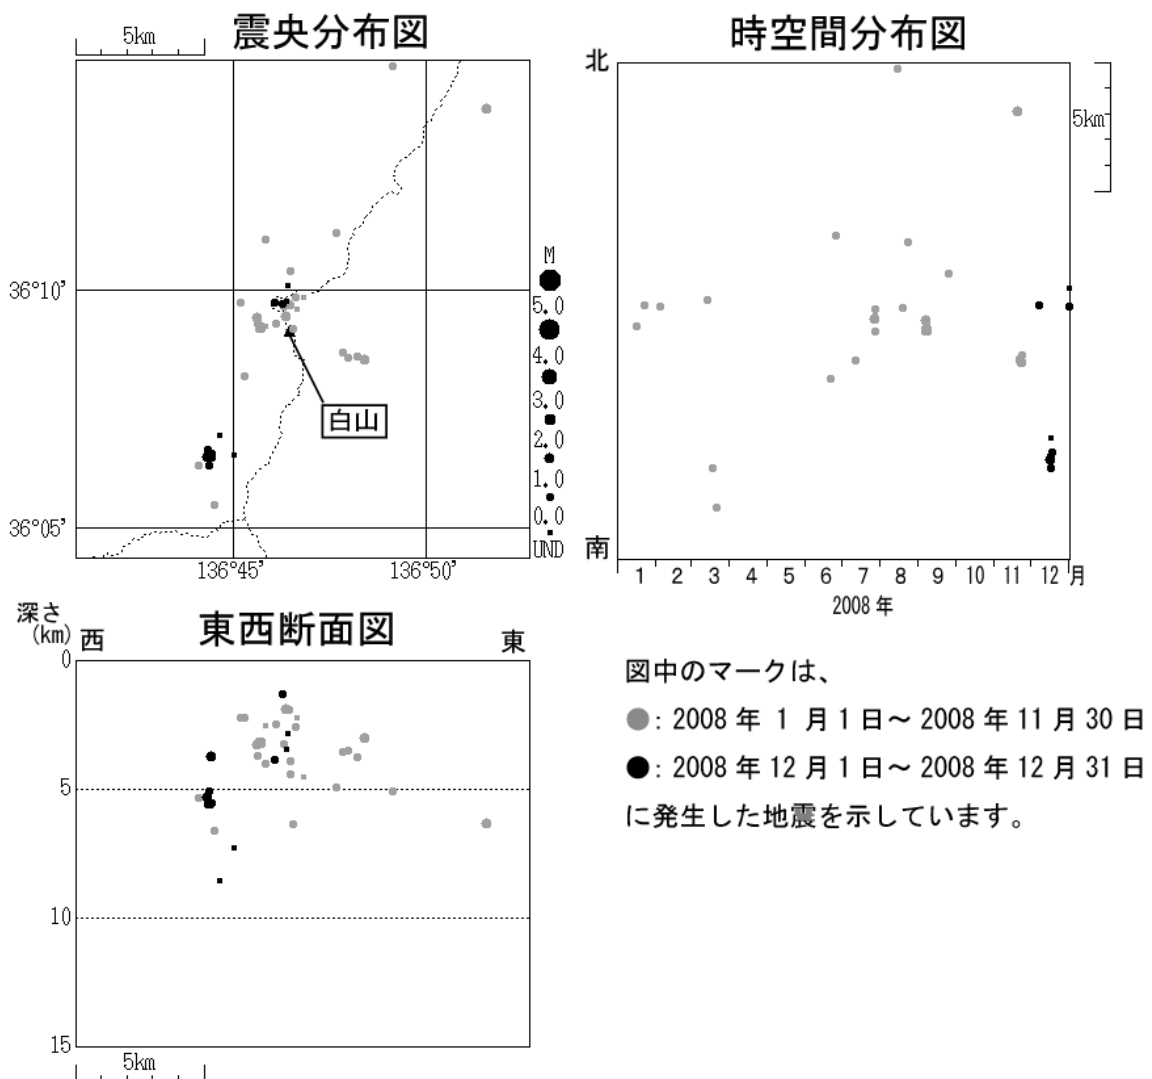 震央分布図
5km
36°10’
36°05’
136°45’
136°50’
白山
M
5.0
4.0
3.0
2.0
1.0
0.0
UND
時空間分布図
北
南
5km
1 2 3 4 5 6 7 8 9 10 11 12 月
2008 年
東西断面図
深さ
(km)
西
東
0
5
10
15
5km
図中のマークは、
●: 2008 年 1 月 1 日～ 2008 年 11 月 30 日
●: 2008 年 12 月 1 日～ 2008 年 12 月 31 日
に発生した地震を示しています。